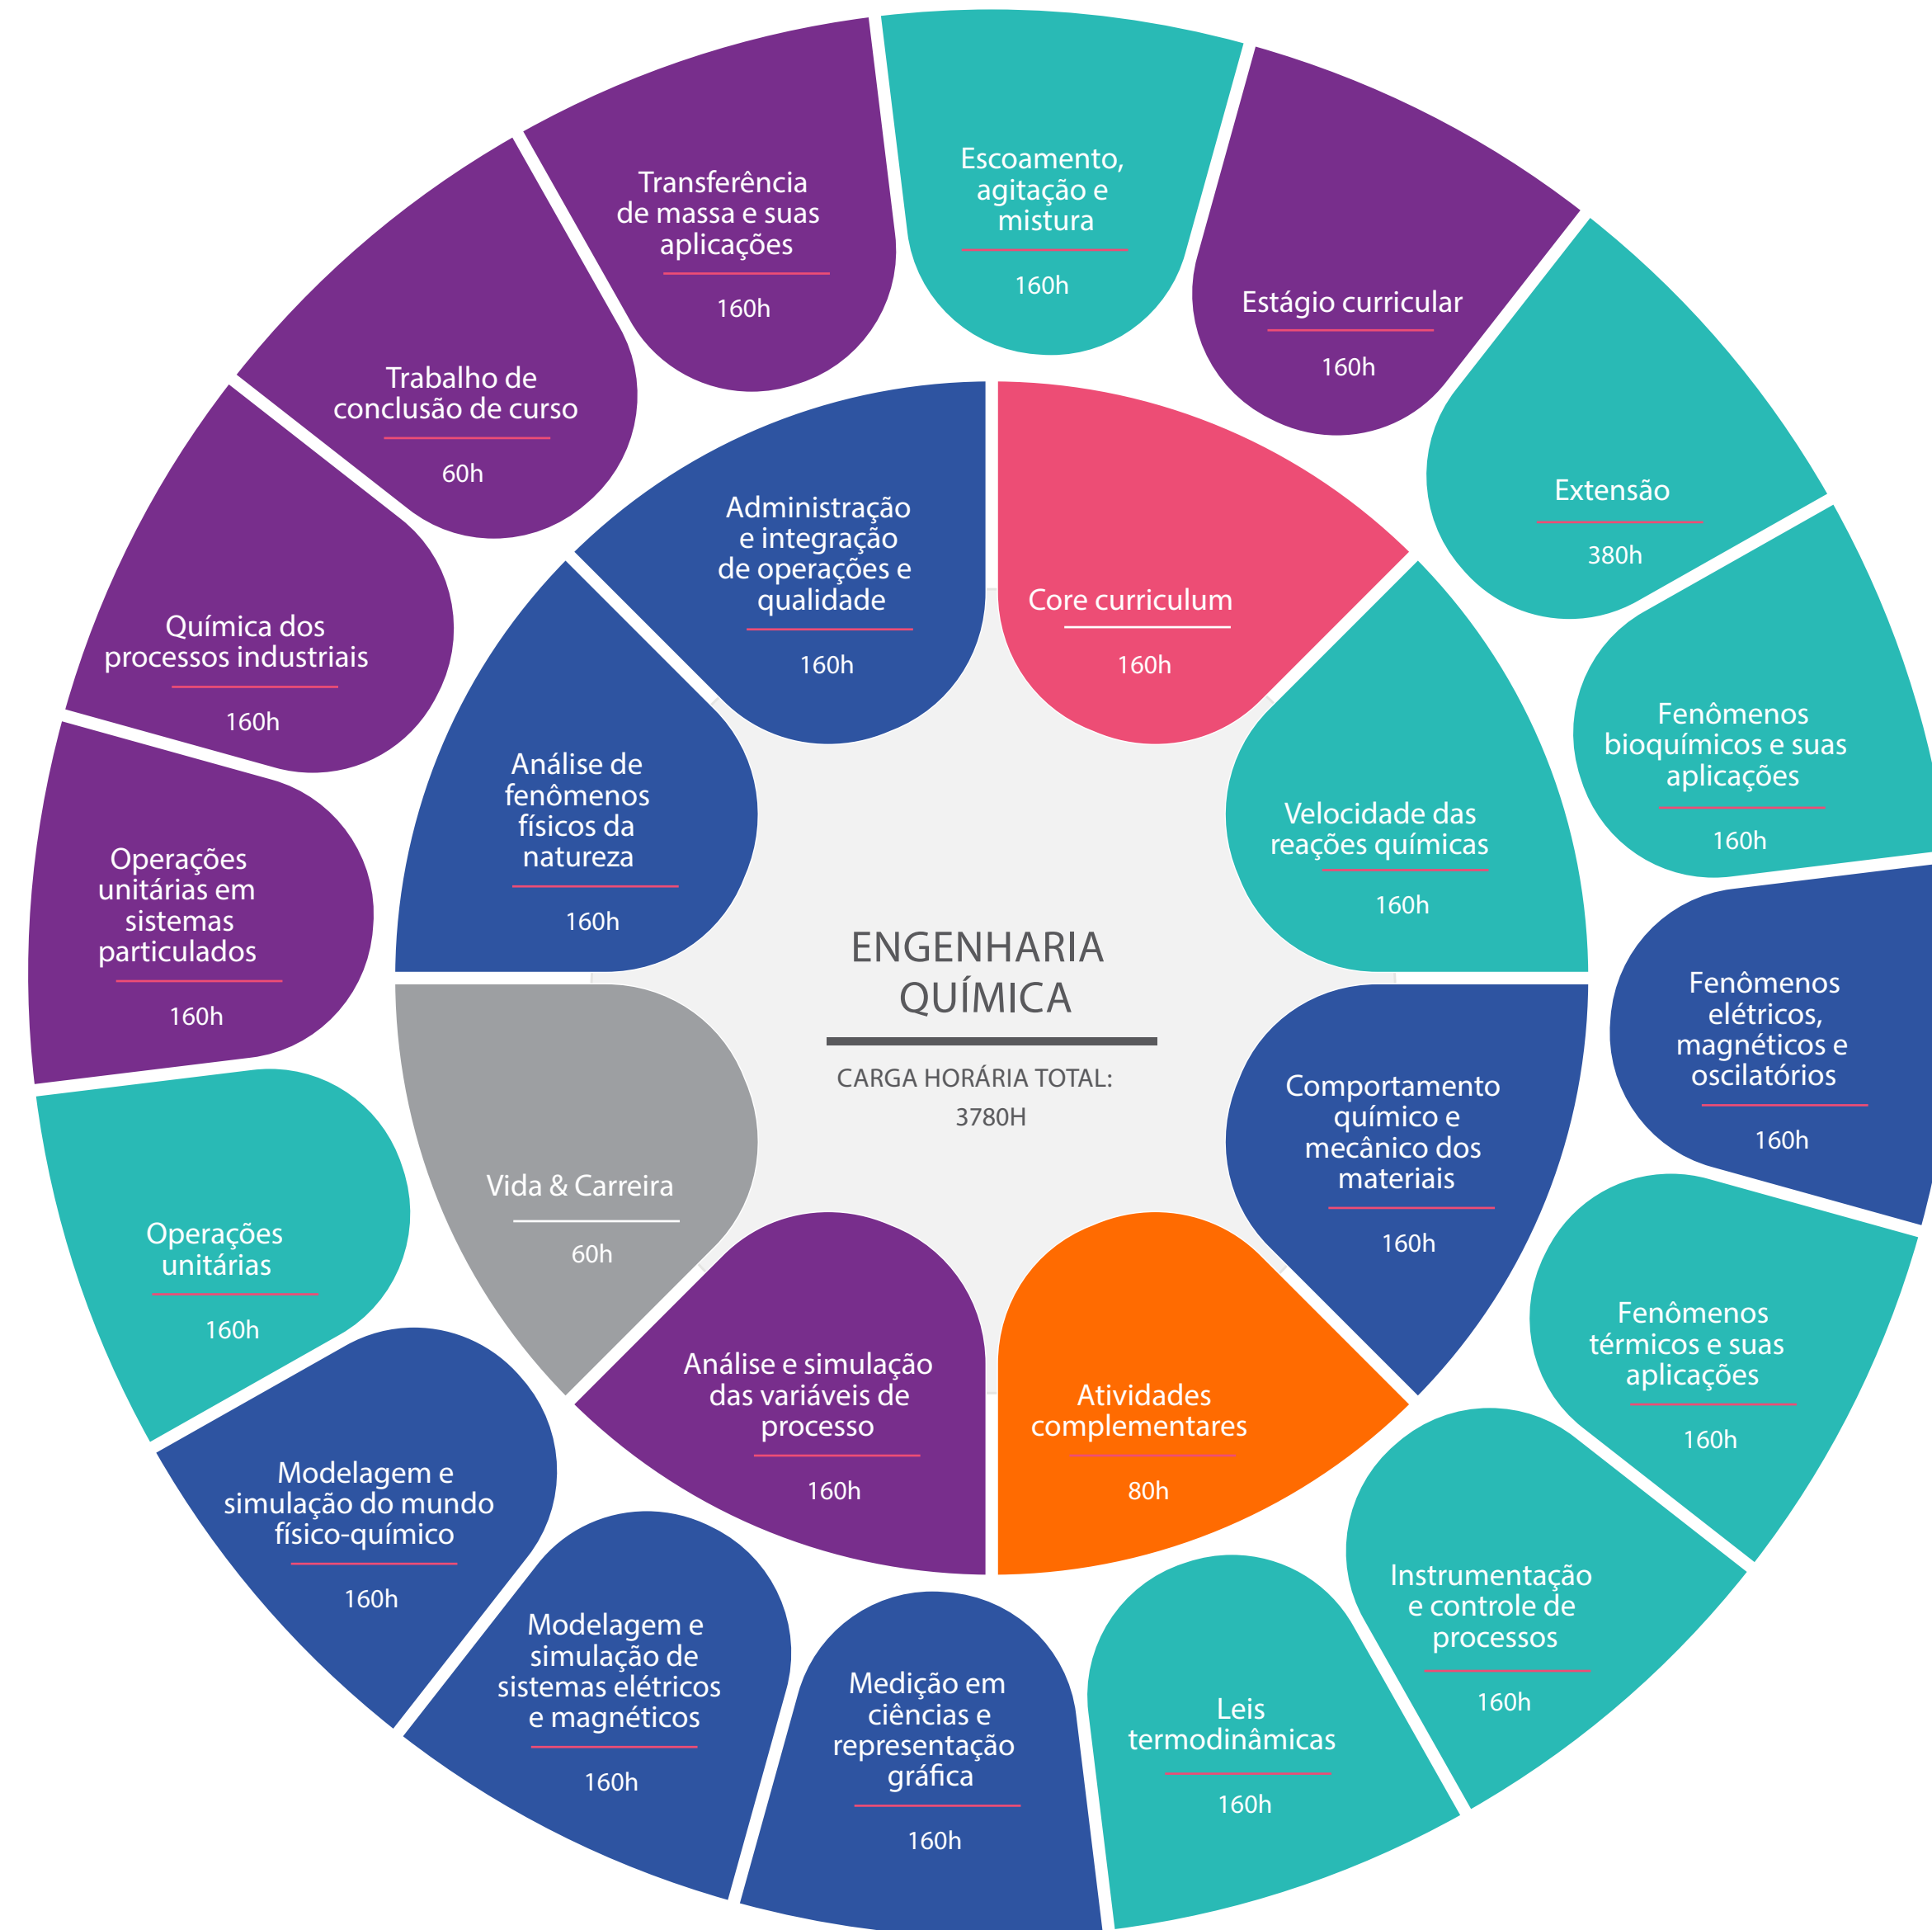 Escoamento,
agitação e
mistura
160h
Estágio curricular
160h
Extensão
380h
Fenômenos
bioquímicos e suas
aplicações
160h
Fenômenos
elétricos,
magnéticos e
oscilatórios
160h
Fenômenos
térmicos e suas
aplicações
160h
Instrumentação
e controle de
processos
160h
Leis
termodinâmicas
160h
Medição em
ciências e
representação
gráfica
160h
Modelagem e
simulação de
sistemas elétricos
e magnéticos
160h
Modelagem e
simulação do mundo
físico-químico
160h
Operações
unitárias
160h
Operações
unitárias em
sistemas
particulados
160h
Química dos
processos industriais
160h
Trabalho de
conclusão de curso
60h
Transferência
de massa e suas
aplicações
160h
Administração
e integração
de operações e
qualidade
160h
Core curriculum
160h
Velocidade das
reações químicas
160h
Comportamento
químico e
mecânico dos
materiais
160h
Atividades
complementares
80h
Análise e simulação
das variáveis de
processo
160h
Vida & Carreira
60h
Análise de
fenômenos
físicos da
natureza
160h
ENGENHARIA
QUÍMICA
CARGA HORÁRIA TOTAL:
3780H